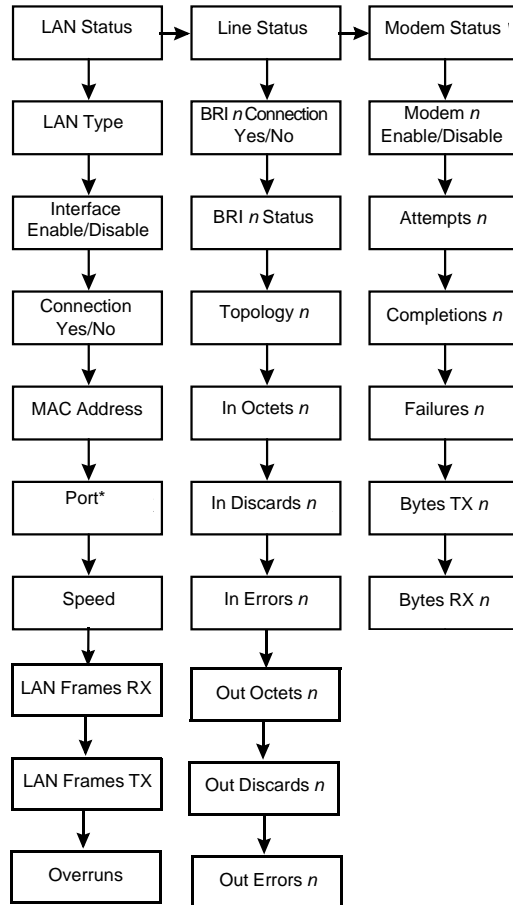 LAN Status
LAN Type
Interface
Enable/Disable
Connection
Yes/No
MAC Address
Port*
Speed
LAN Frames RX
LAN Frames TX
Overruns
Line Status
BRI n Connection
Yes/No
BRI n Status
Topology n
In Octets n
In Discards n
In Errors n
Out Octets n
Out Discards n
Out Errors n
Modem Status
Modem n
Enable/Disable
Attempts n
Completions n
Failures n
Bytes TX n
Bytes RX n